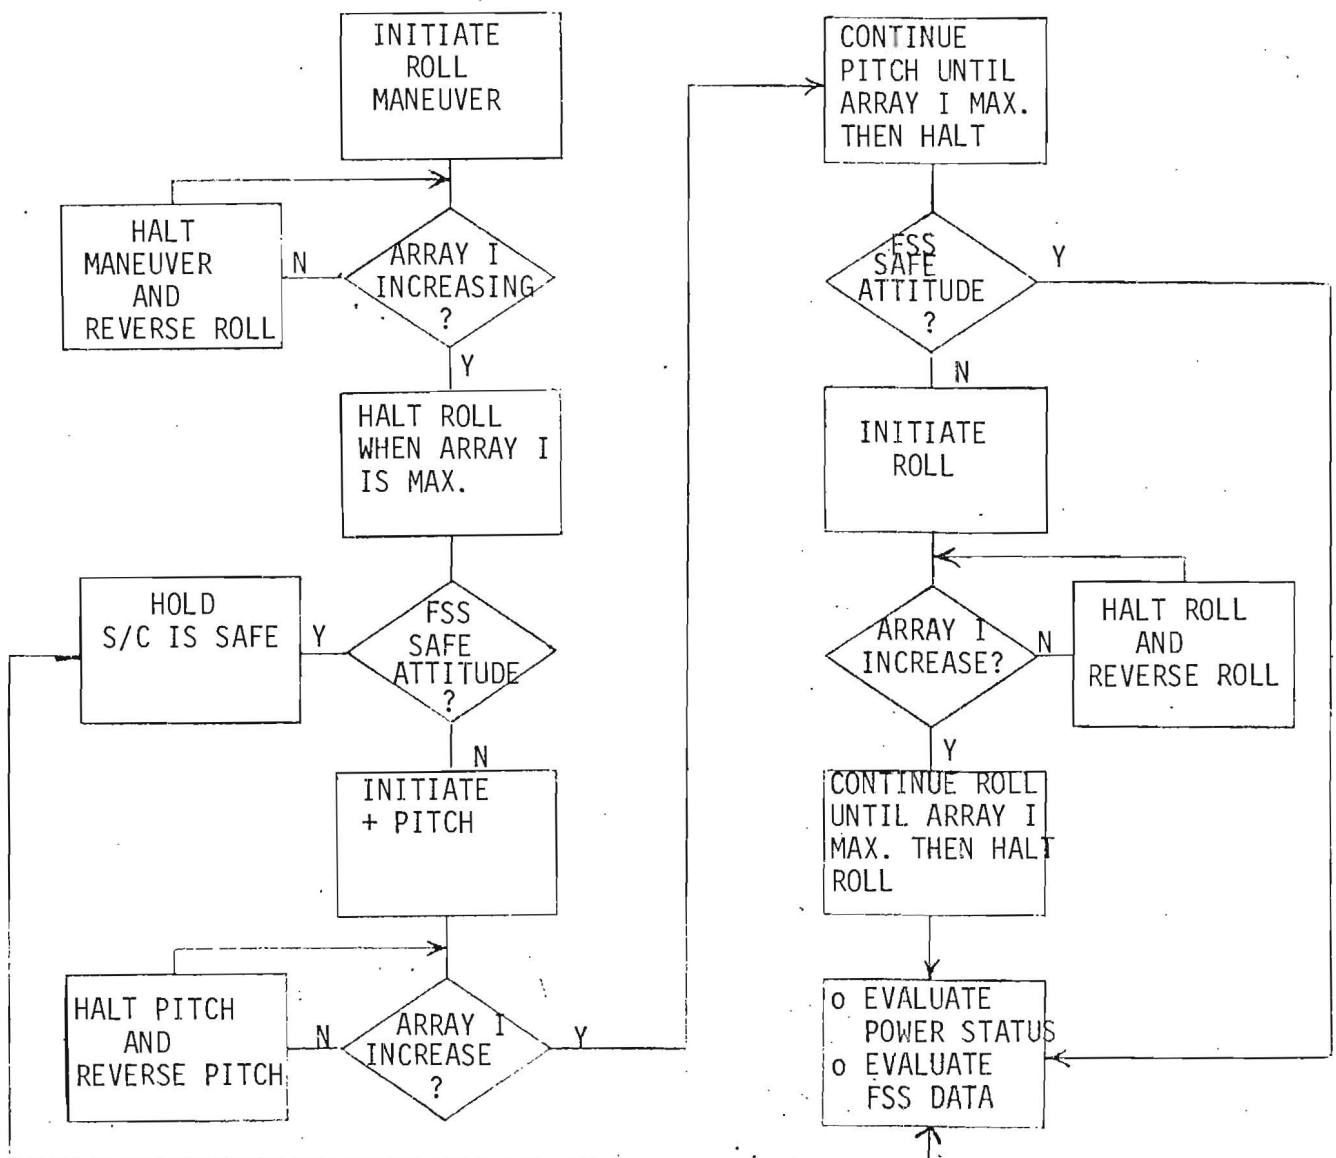 INITIATE
ROLL
MANEUVER
HALT
MANEUVER
AND
REVERSE ROLL
N
ARRAY I
INCREASING
?
Y
HALT ROLL
WHEN ARRAY I
IS MAX.
HOLD
S/C IS SAFE
Y
FSS
SAFE
ATTITUDE
?
N
INITIATE
+ PITCH
HALT PITCH
AND
REVERSE PITCH
N
ARRAY I
INCREASE
?
Y
CONTINUE
PITCH UNTIL
ARRAY I MAX.
THEN HALT
FSS
SAFE
ATTITUDE
?
Y
N
INITIATE
ROLL
ARRAY I
INCREASE?
N
HALT ROLL
AND
REVERSE ROLL
Y
CONTINUE ROLL
UNTIL ARRAY I
MAX. THEN HALT
ROLL
o EVALUATE
POWER STATUS
o EVALUATE
FSS DATA